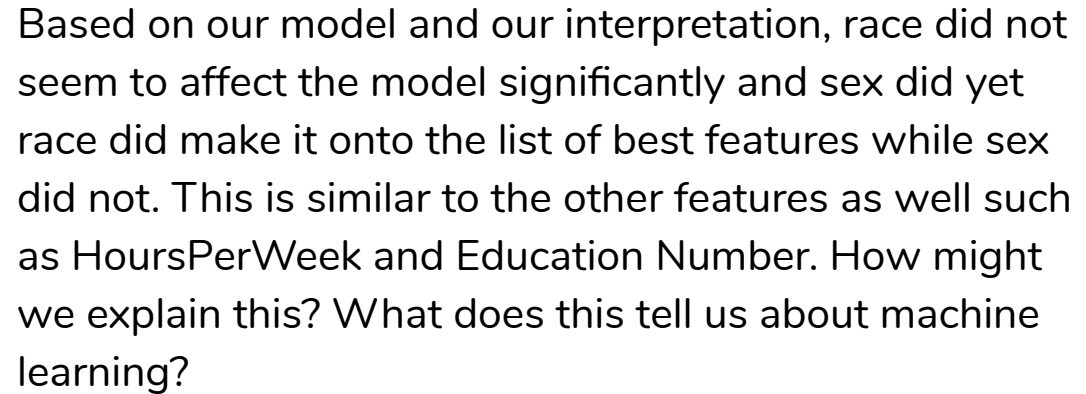 Based on our model and our interpretation, race did not
seem to affect the model significantly and sex did yet
race did make it onto the list of best features while sex
did not. This is similar to the other features as well such
as HoursPerWeek and Education Number. How might
we explain this? What does this tell us about machine
learning?